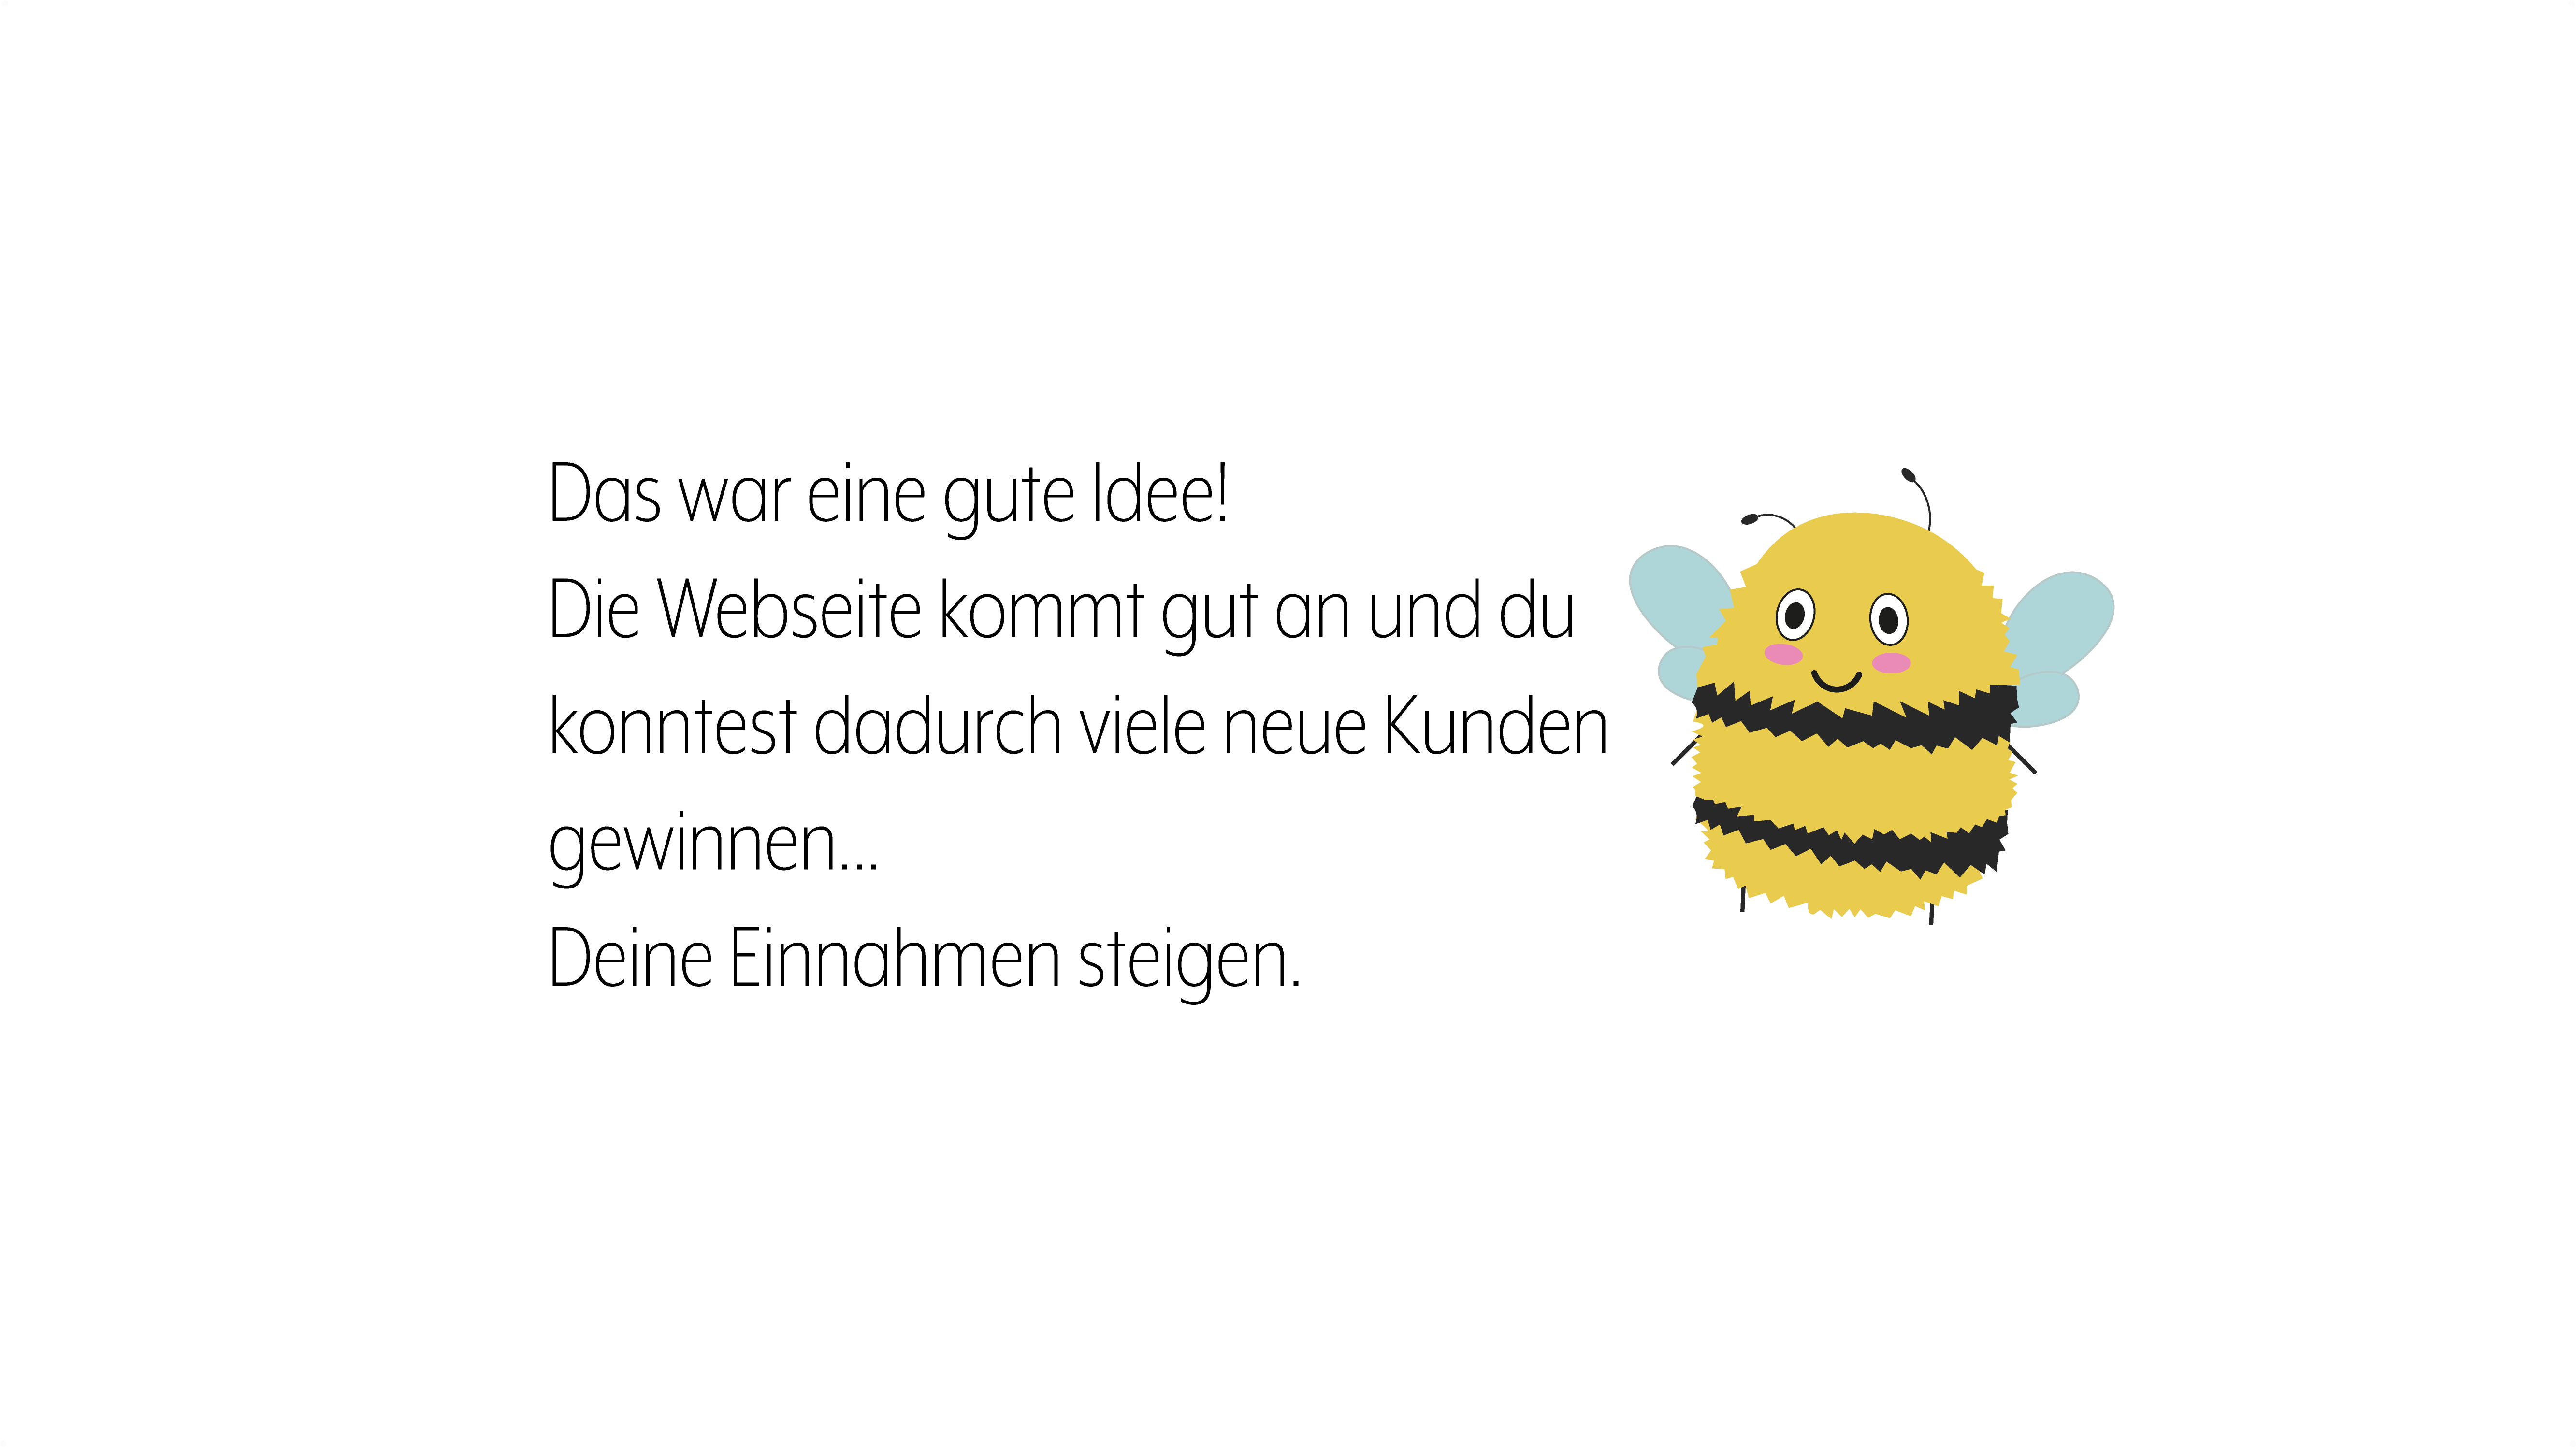 Das war eine gute Idee!
Die Webseite kommt gut an und du
konntest dadurch viele neue Kunden
gewinnen...
Deine Einnahmen steigen.